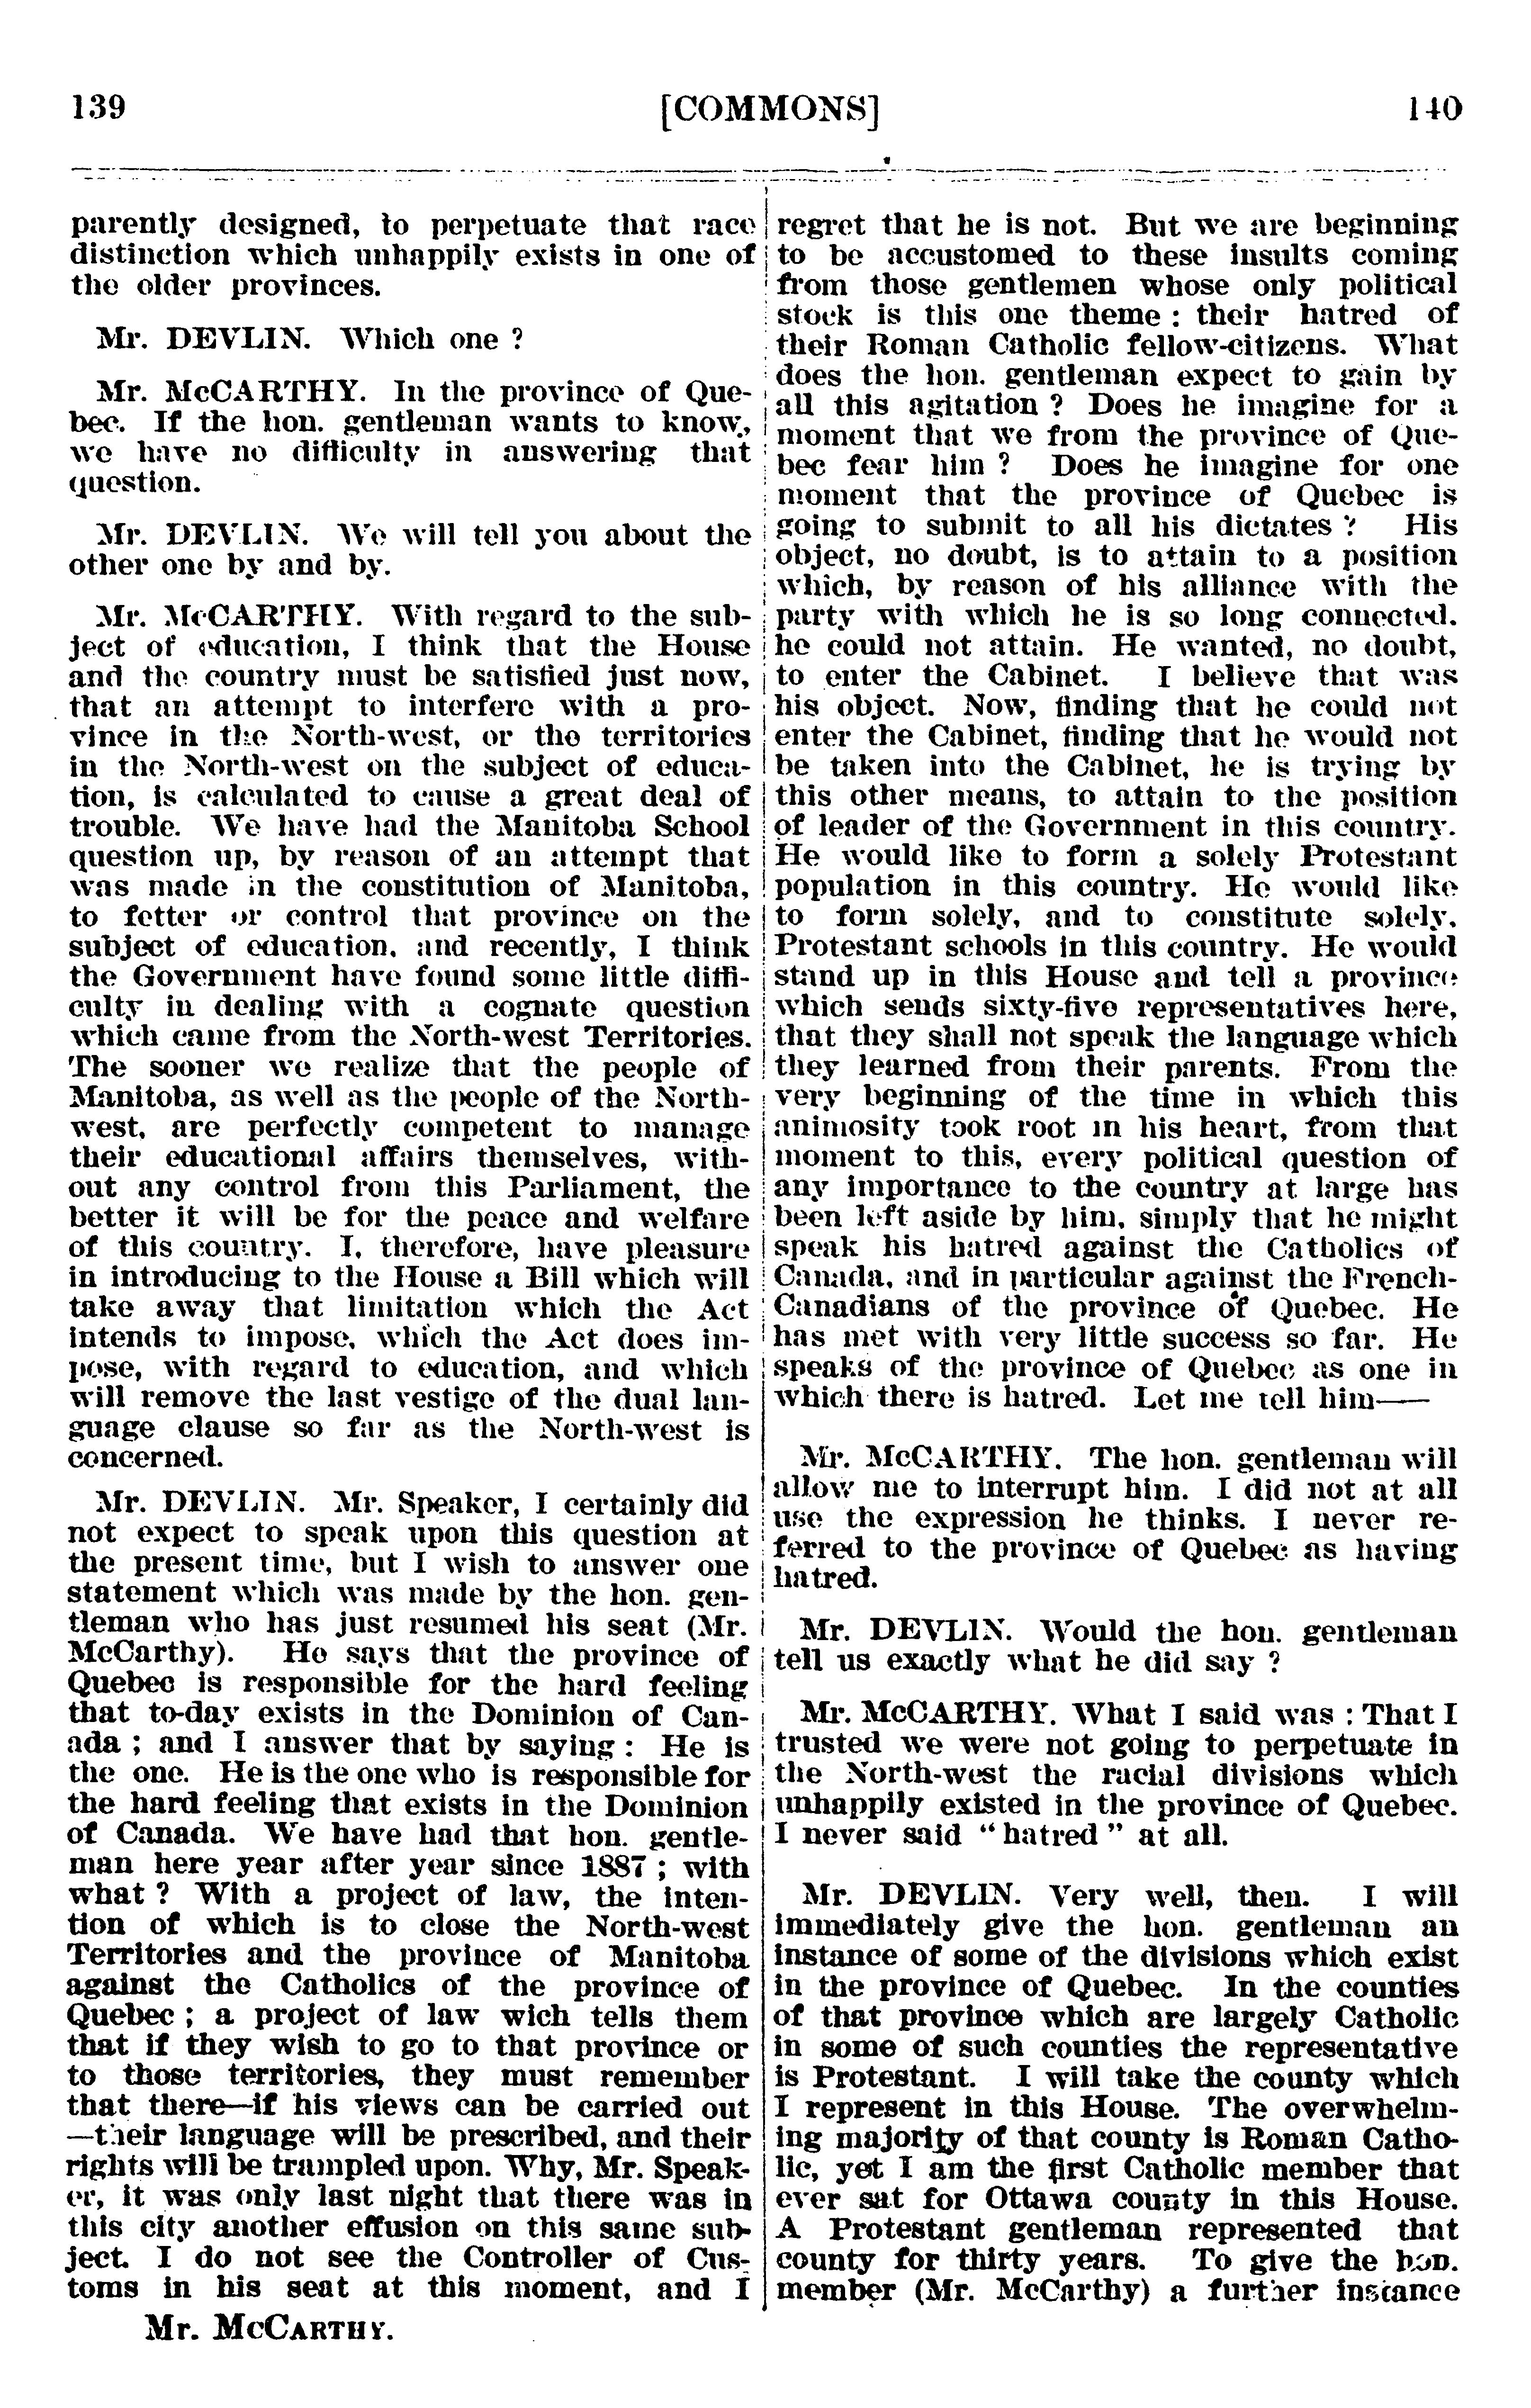 139
[COMMONS]
140
parently designed, to perpetuate that race
distinction which unhappily exists in one of
the older provinces.
Mr. DEVLIN. Which one ?
Mr. McCARTHY. In the province of Que-
bec. If the hon. gentleman wants to know,
we have no difficulty in answering that
question.
Mr. DEVLIN. We will tell you about the
other one by and by.
Mr. McCARTHY. With regard to the sub-
ject of education, I think that the House
and the country must be satisfied just now,
that an attempt to interfere with a pro-
vince in the North-west, or the territories
in the North-west on the subject of educa-
tion, is calculated to cause a great deal of
trouble. We have had the Manitoba School
question up, by reason of an attempt that
was made in the constitution of Manitoba,
to fetter or control that province on the
subject of education, and recently, I think
the Government have found some little diffi-
culty in dealing with a cognate question
which came from the North-west Territories.
The sooner we realize that the people of
Manitoba, as well as the people of the North-
west, are perfectly competent to manage
their educational affairs themselves, with-
out any control from this Parliament, the
better it will be for the peace and welfare
of this country. I, therefore, have pleasure
in introducing to the House a Bill which will
take away that limitation which the Act
intends to impose, which the Act does im-
pose, with regard to education, and which
will remove the last vestige of the dual lan-
guage clause so far as the North-west is
concerned.
Mr. DEVLIN. Mr. Speaker, I certainly did
not expect to speak upon this question at
the present time, but I wish to answer one
statement which was made by the hon. gen-
tleman who has just resumed his seat (Mr.
McCarthy). He says that the province of
Quebec is responsible for the hard feeling
that to-day exists in the Dominion of Can-
ada ; and I answer that by saying : He is
the one. He is the one who is responsible for
the hard feeling that exists in the Dominion
of Canada. We have had that hon. gentle-
man here year after year since 1887 ; with
what ? With a project of law, the inten-
tion of which is to close the North-west
Territories and the province of Manitoba
against the Catholics of the province of
Quebec ; a project of law wich tells them
that if they wish to go to that province or
to those territories, they must remember
that there—if his views can be carried out
—their language will be prescribed, and their
rights will be trampled upon. Why, Mr. Speak-
er, it was only last night that there was in
this city another effusion on this same sub-
ject. I do not see the Controller of Cus-
toms in his seat at this moment, and I
Mr. McCARTHY.
regret that he is not. But we are beginning
to be accustomed to these insults coming
from those gentlemen whose only political
stock is this one theme : their hatred of
their Roman Catholic fellow-citizens. What
does the hon. gentleman expect to gain by
all this agitation ? Does he imagine for a
moment that we from the province of Que-
bec fear him ? Does he imagine for one
moment that the province of Quebec is
going to submit to all his dictates ? His
object, no doubt, is to attain to a position
which, by reason of his alliance with the
party with which he is so long connected.
he could not attain. He wanted, no doubt,
to enter the Cabinet. I believe that was
his object. Now, finding that he could not
enter the Cabinet, finding that he would not
be taken into the Cabinet, he is trying by
this other means, to attain to the position
of leader of the Government in this country.
He would like to form a solely Protestant
population in this country. He would like
to form solely, and to constitute solely,
Protestant schools in this country. He would
stand up in this House and tell a province
which sends sixty-five representatives here,
that they shall not speak the language which
they learned from their parents. From the
very beginning of the time in which this
animosity took root in his heart, from that
moment to this, every political question of
any importance to the country at large has
been left aside by him, simply that he might
speak his hatred against the Catholics of
Canada, and in particular against the French-
Canadians of the province of Quebec. He
has met with very little success so far. He
speaks of the province of Quebec as one in
which there is hatred. Let me tell him——
Mr. McCARTHY. The hon. gentleman will
allow me to interrupt him. I did not at all
use the expression he thinks. I never re-
ferred to the province of Quebec as having
hatred.
Mr. DEVLIN. Would the hon. gentleman
tell us exactly what he did say ?
Mr. McCARTHY. What I said was : That I
trusted we were not going to perpetuate in
the North-west the racial divisions which
unhappily existed in the province of Quebec.
I never said "hatred" at all.
Mr. DEVLIN. Very well, then. I will
immediately give the hon. gentleman an
instance of some of the divisions which exist
in the province of Quebec. In the counties
of that province which are largely Catholic
in some of such counties the representative
is Protestant. I will take the county which
I represent in this House. The overwhelm-
ing majority of that county is Roman Catho-
lic, yet I am the first Catholic member that
ever sat for Ottawa county in this House.
A Protestant gentleman represented that
county for thirty years. To give the hon.
member (Mr. McCarthy) a further instance